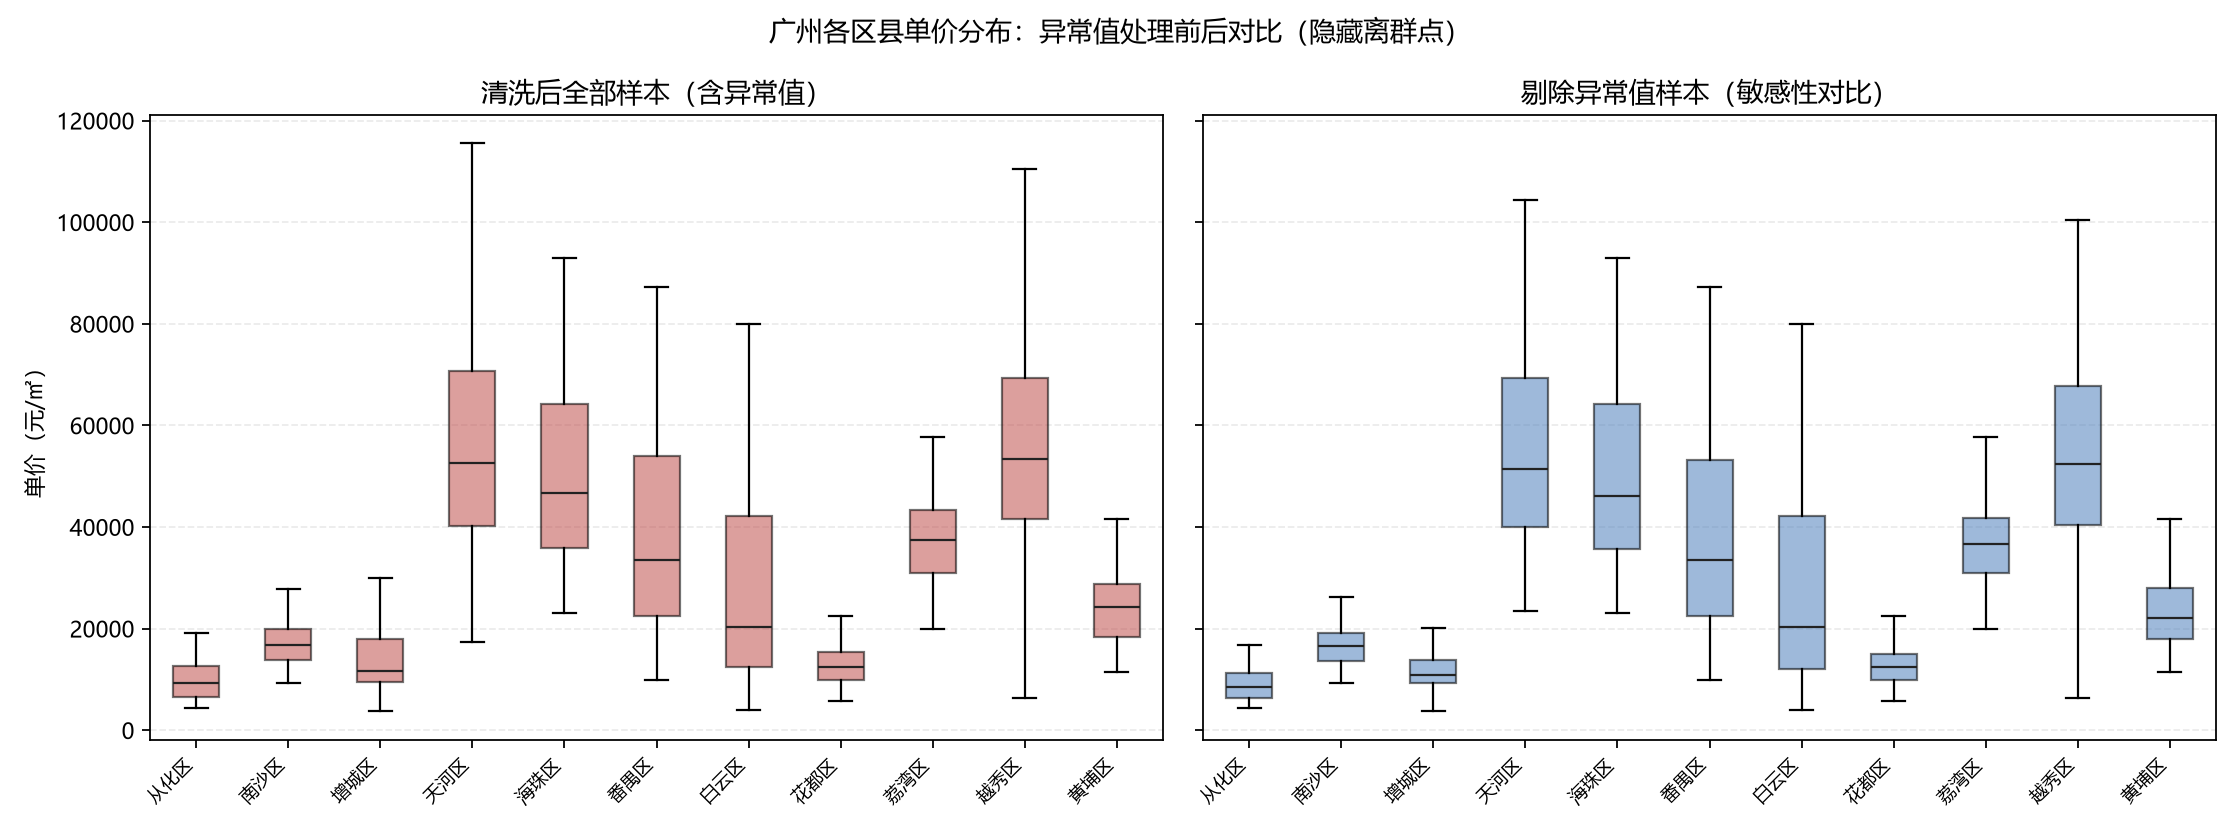 广州各区县单价分布：异常值处理前后对比（隐藏离群点）
清洗后全部样本（含异常值）
剔除异常值样本（敏感性对比）
单价（元/㎡）
120000
100000
80000
60000
40000
20000
0
从化区
南沙区
增城区
天河区
海珠区
番禺区
白云区
花都区
荔湾区
越秀区
黄埔区
从化区
南沙区
增城区
天河区
海珠区
番禺区
白云区
花都区
荔湾区
越秀区
黄埔区